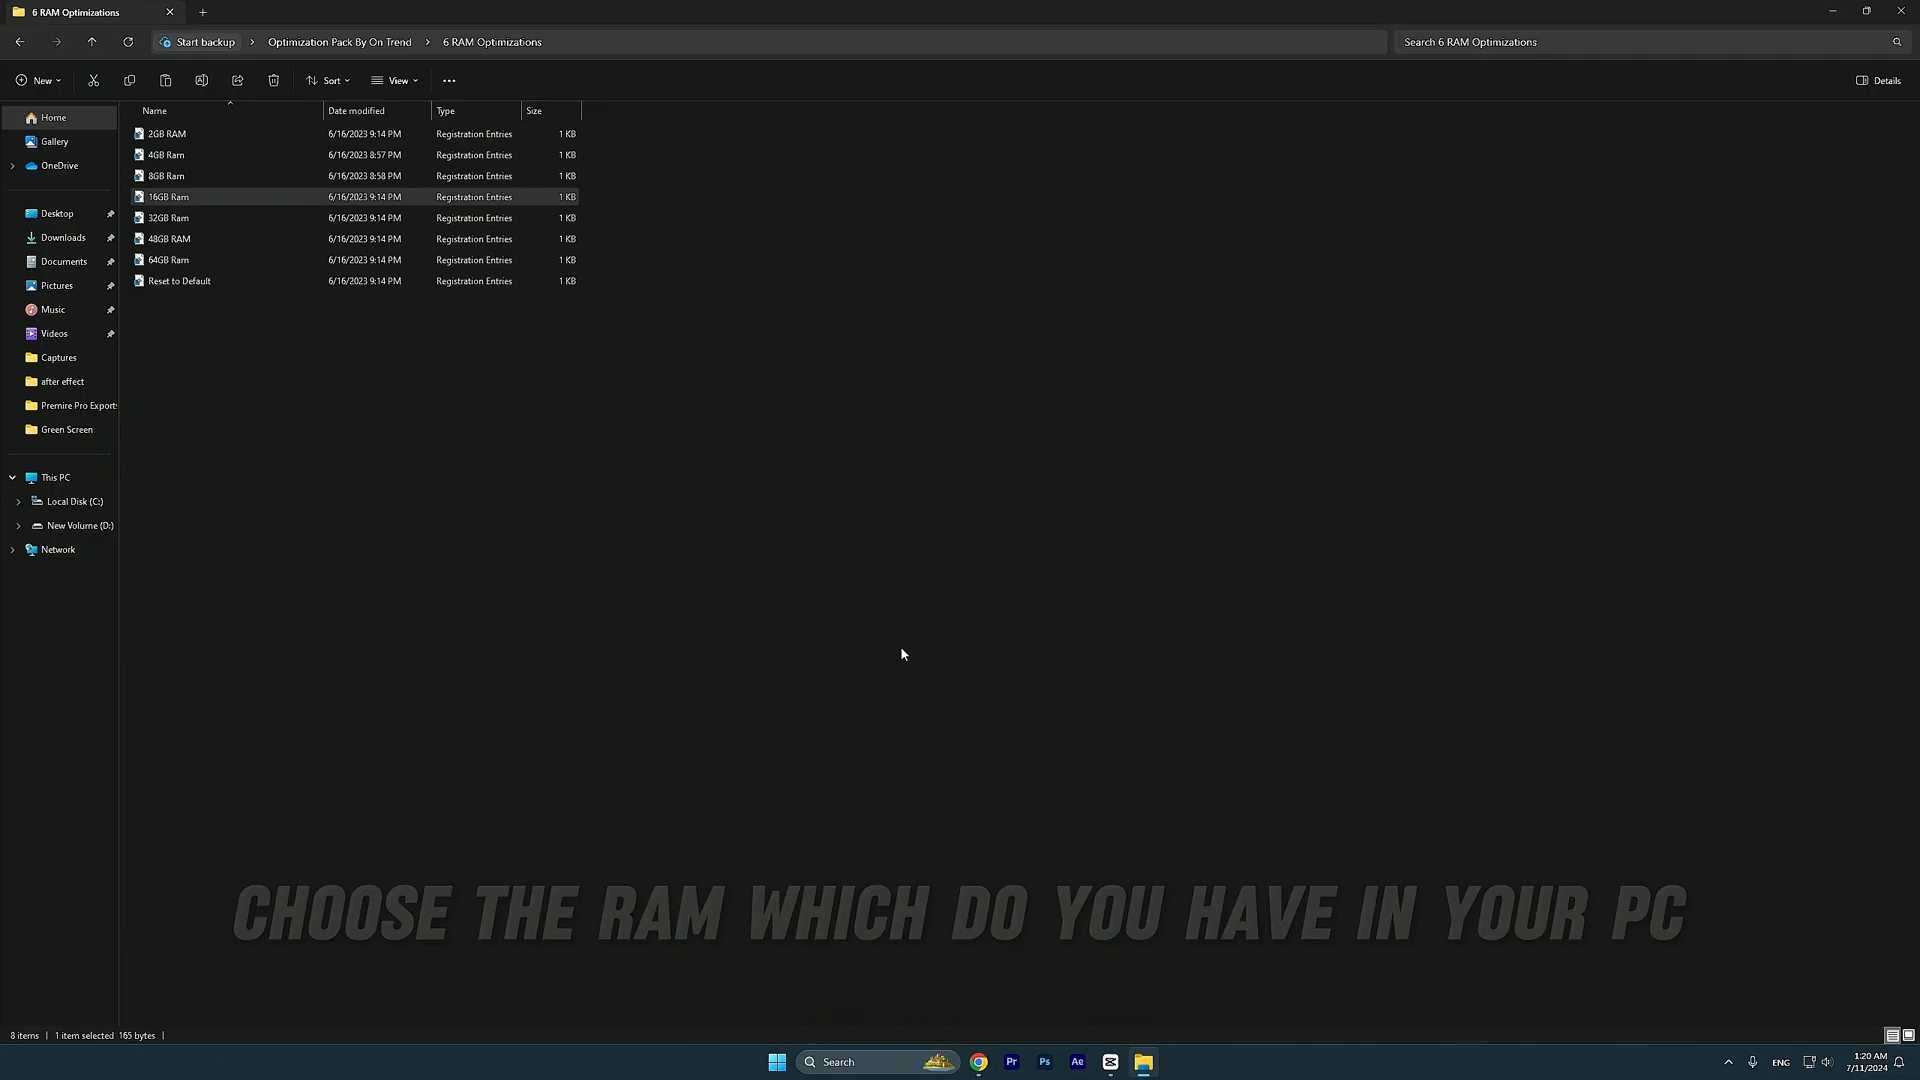 6 RAM Optimizations
Start backup > Optimization Pack By On Trend > 6 RAM Optimizations
Search 6 RAM Optimizations
New
Sort
View
Details
Name Date modified Type Size
2GB RAM 6/16/2023 9:14 PM Registration Entries 1 KB
4GB Ram 6/16/2023 8:57 PM Registration Entries 1 KB
8GB Ram 6/16/2023 8:58 PM Registration Entries 1 KB
16GB Ram 6/16/2023 9:14 PM Registration Entries 1 KB
32GB Ram 6/16/2023 9:14 PM Registration Entries 1 KB
48GB RAM 6/16/2023 9:14 PM Registration Entries 1 KB
64GB Ram 6/16/2023 9:14 PM Registration Entries 1 KB
Reset to Default 6/16/2023 9:14 PM Registration Entries 1 KB
Home
Gallery
OneDrive
Desktop
Downloads
Documents
Pictures
Music
Videos
Captures
after effect
Premire Pro Exports
Green Screen
This PC
Local Disk (C:)
New Volume (D:)
Network
CHOOSE THE RAM WHICH DO YOU HAVE IN YOUR PC
8 items | 1 item selected 165 bytes |
Search
Pr
Ps
Ae
ENG
1:20 AM
7/11/2024